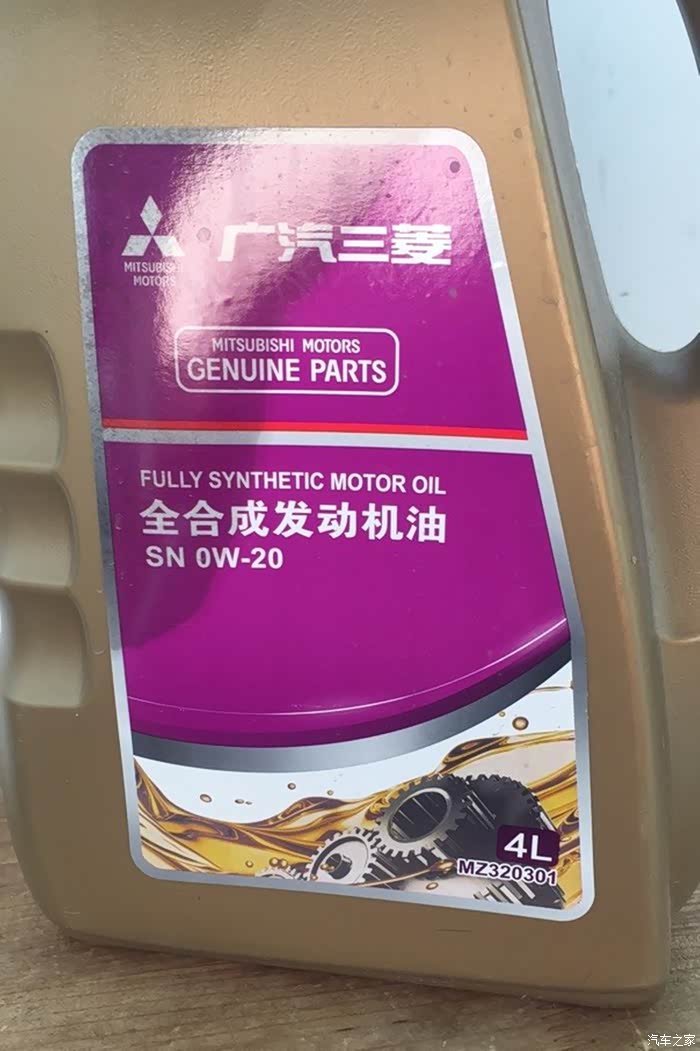 广汽三菱
MITSUBISHI
MOTORS
MITSUBISHI MOTORS
GENUINE PARTS
FULLY SYNTHETIC MOTOR OIL
全合成发动机油
SN 0W-20
4L
MZ320301
汽车之家